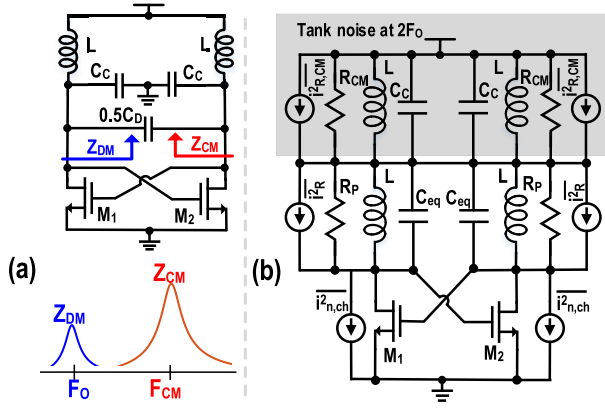 L
L
C_C
C_C
0.5C_D
Z_DM
Z_CM
M_1
M_2
(a)
Z_CM
Z_DM
F_O
F_CM
Tank noise at 2F_O
i²_R,CM
R_CM
L
C_C
C_C
L
R_CM
i²_R,CM
i²_R
R_P
L
C_eq
C_eq
L
R_P
i²_R
(b)
i²_n,ch
M_1
M_2
i²_n,ch